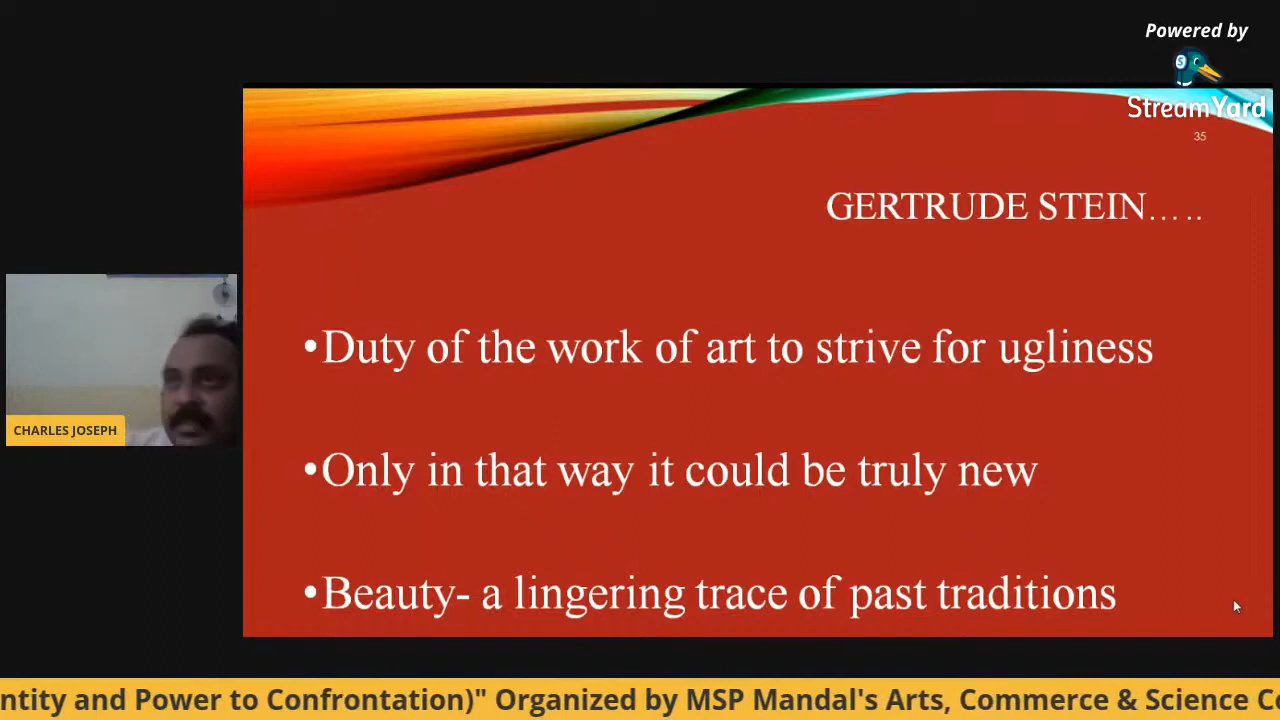 Powered by
StreamYard
35
GERTRUDE STEIN…..
•Duty of the work of art to strive for ugliness
•Only in that way it could be truly new
•Beauty- a lingering trace of past traditions
CHARLES JOSEPH
ntity and Power to Confrontation)" Organized by MSP Mandal's Arts, Commerce & Science Co